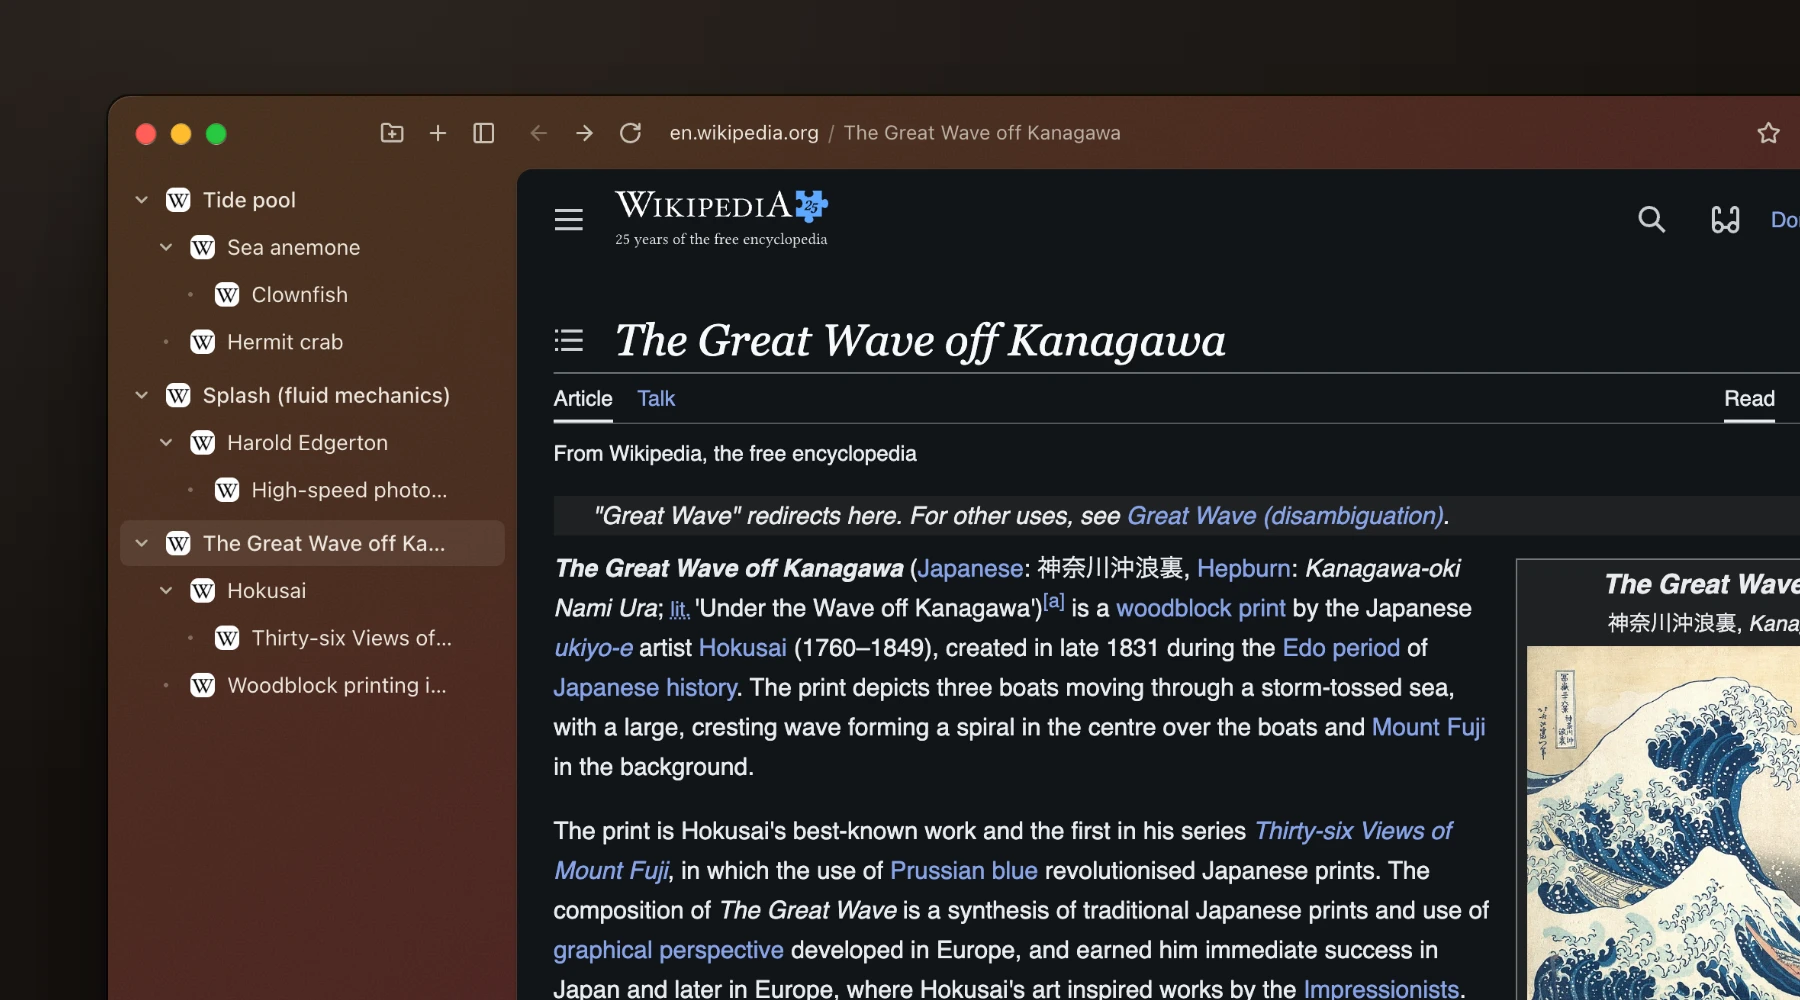 en.wikipedia.org / The Great Wave off Kanagawa
Tide pool
Sea anemone
Clownfish
Hermit crab
Splash (fluid mechanics)
Harold Edgerton
High-speed photo...
The Great Wave off Ka...
Hokusai
Thirty-six Views of...
Woodblock printing i...
WIKIPEDIA 25
25 years of the free encyclopedia
Do
The Great Wave off Kanagawa
Article Talk
Read
From Wikipedia, the free encyclopedia
"Great Wave" redirects here. For other uses, see Great Wave (disambiguation).
The Great Wave off Kanagawa (Japanese: 神奈川沖浪裏, Hepburn: Kanagawa-oki
Nami Ura; lit. 'Under the Wave off Kanagawa')[a] is a woodblock print by the Japanese
ukiyo-e artist Hokusai (1760–1849), created in late 1831 during the Edo period of
Japanese history. The print depicts three boats moving through a storm-tossed sea,
with a large, cresting wave forming a spiral in the centre over the boats and Mount Fuji
in the background.
The print is Hokusai's best-known work and the first in his series Thirty-six Views of
Mount Fuji, in which the use of Prussian blue revolutionised Japanese prints. The
composition of The Great Wave is a synthesis of traditional Japanese prints and use of
graphical perspective developed in Europe, and earned him immediate success in
Japan and later in Europe, where Hokusai's art inspired works by the Impressionists.
The Great Wave
神奈川沖浪裏, Kana